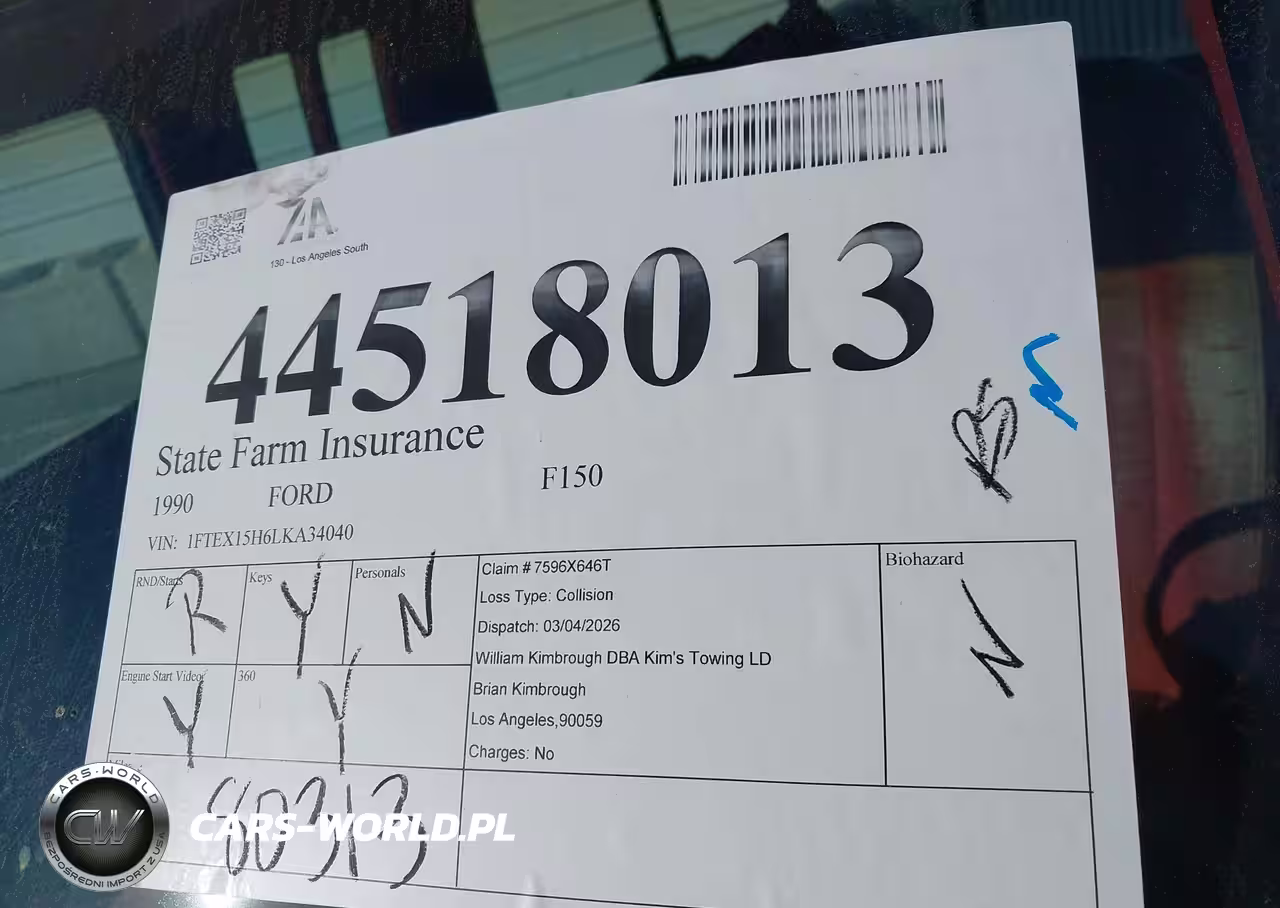 IAA
130 - Los Angeles South
44518013
State Farm Insurance
1990 FORD F150
VIN: 1FTEX15H6LKA34040
RND/Starts R
Keys Y
Personals N
Engine Start Video Y
360 Y
Claim # 7596X646T
Loss Type: Collision
Dispatch: 03/04/2026
William Kimbrough DBA Kim's Towing LD
Brian Kimbrough
Los Angeles,90059
Charges: No
Biohazard
N
80313
CARS-WORLD.PL
CARS-WORLD
CW
BEZPOŚREDNI IMPORT Z USA